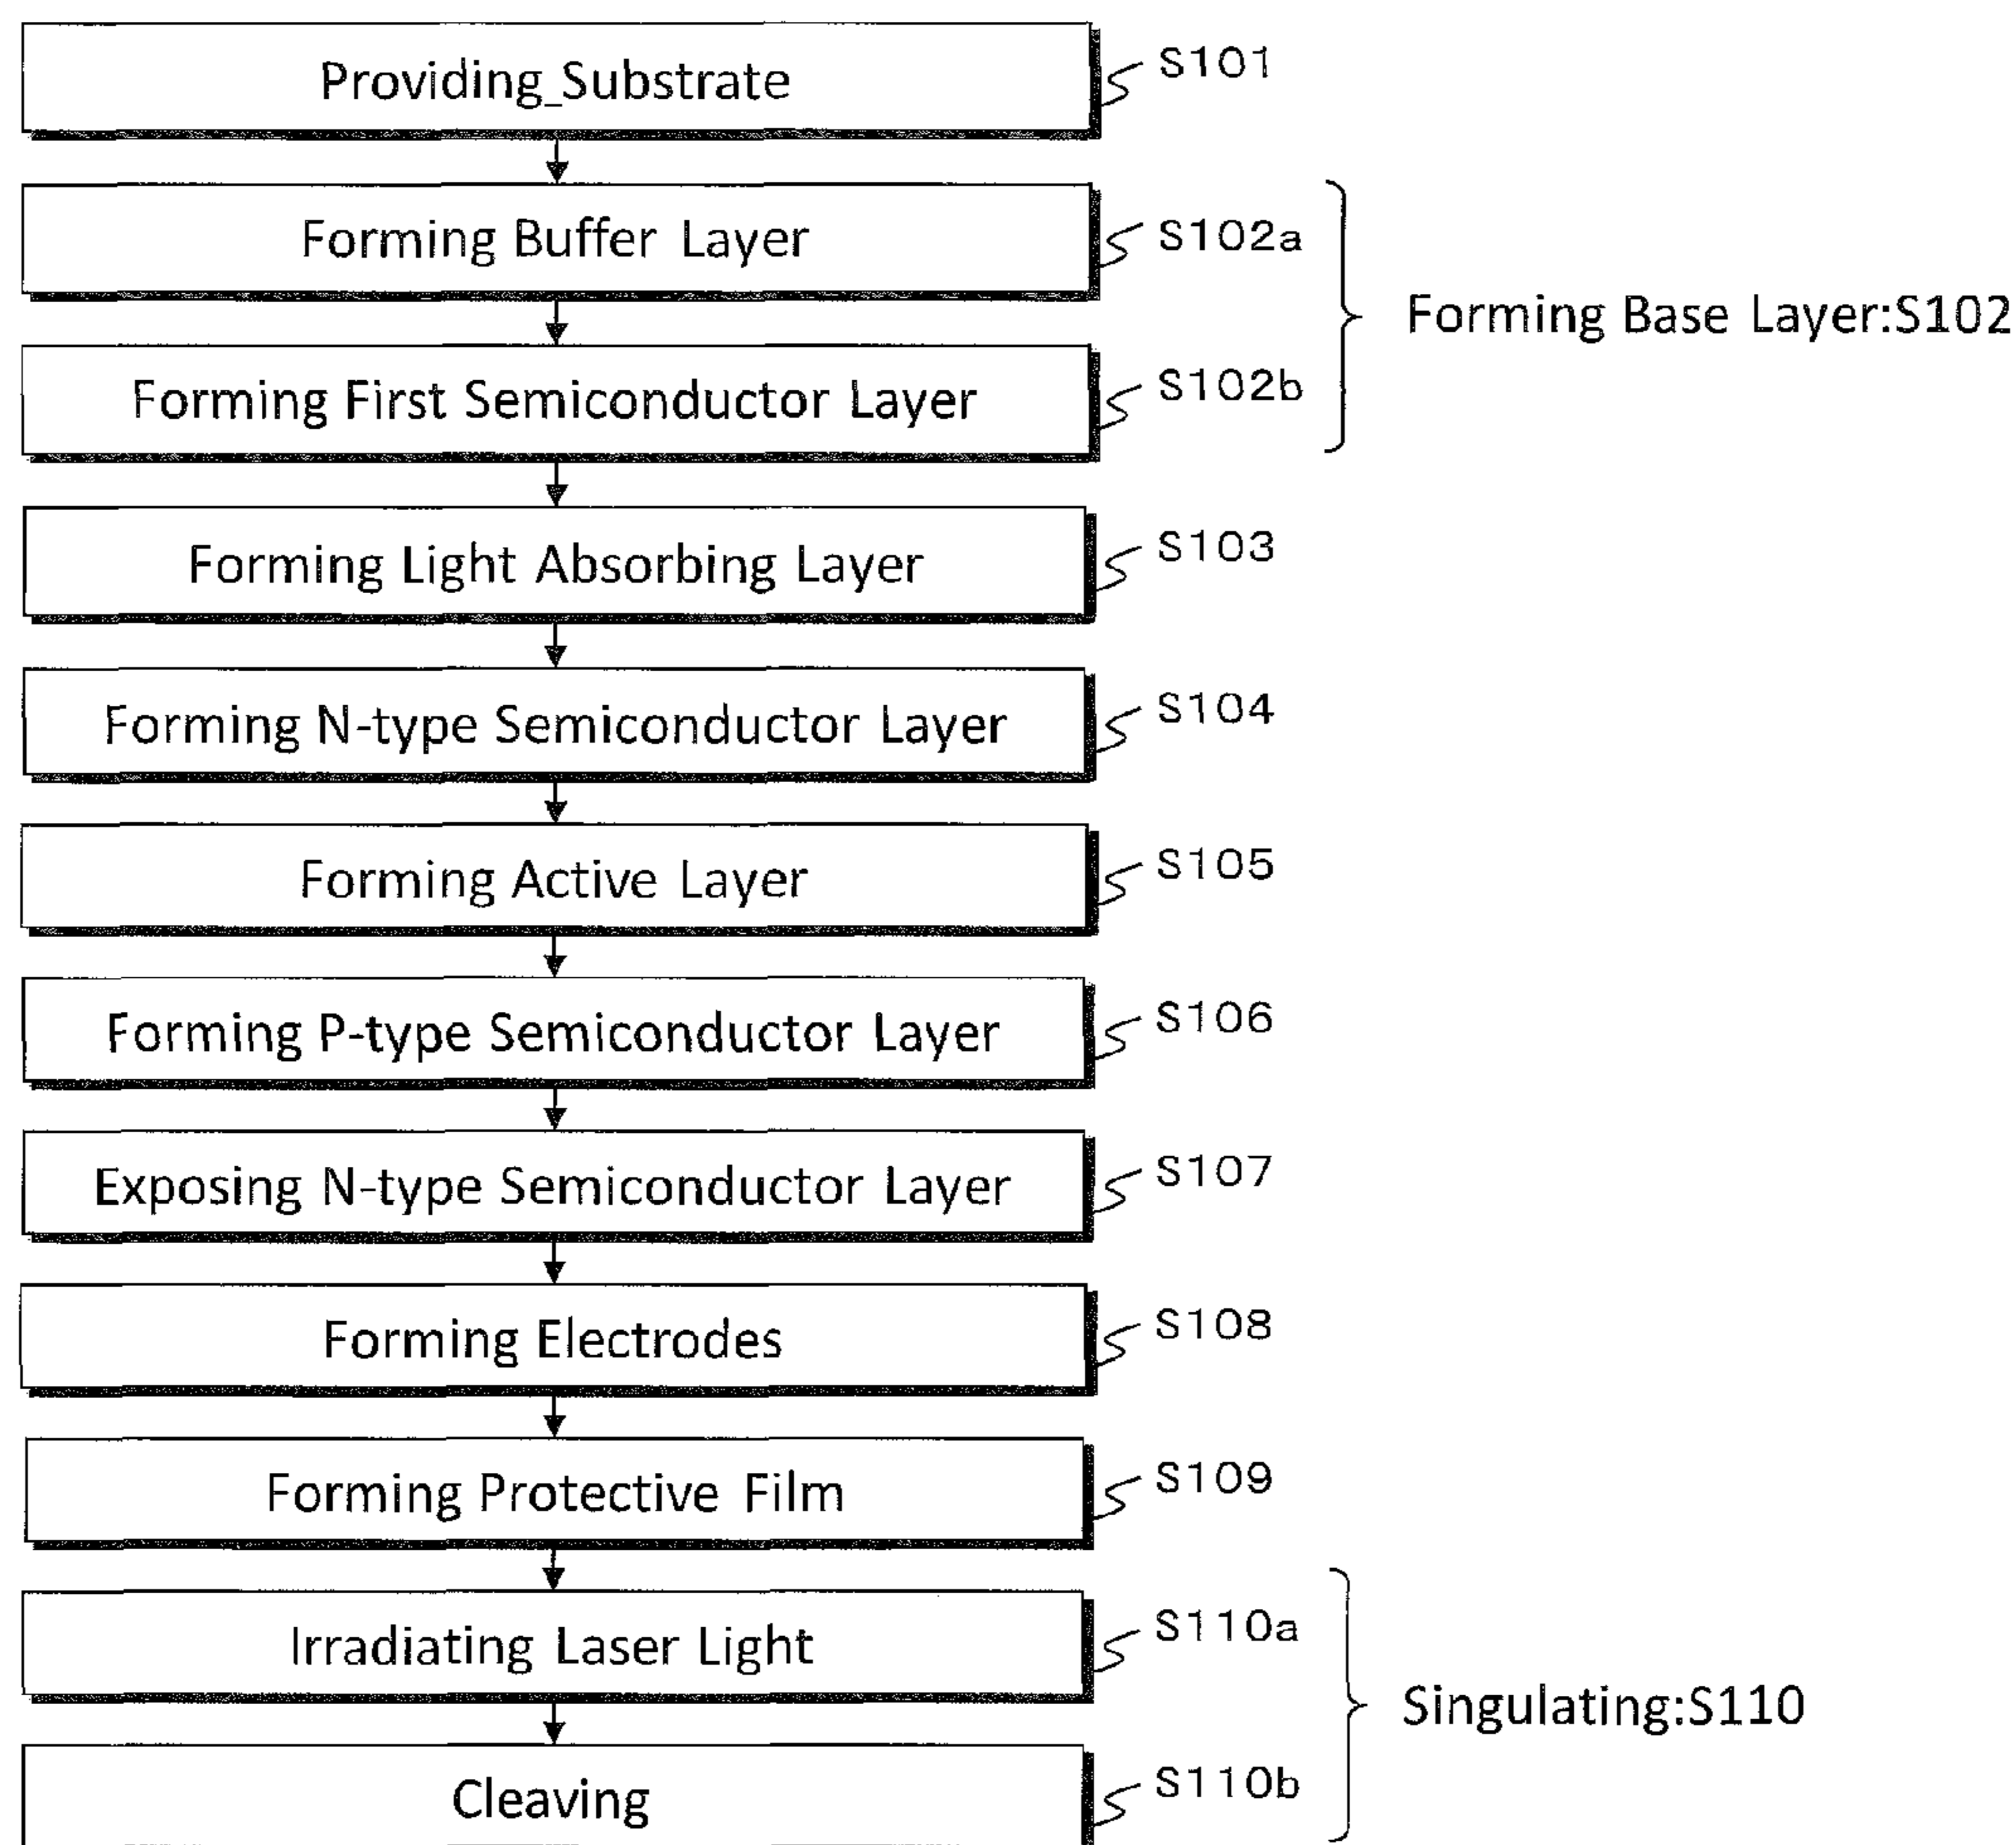 Providing_Substrate S101
Forming Buffer Layer S102a
Forming Base Layer:S102
Forming First Semiconductor Layer S102b
Forming Light Absorbing Layer S103
Forming N-type Semiconductor Layer S104
Forming Active Layer S105
Forming P-type Semiconductor Layer S106
Exposing N-type Semiconductor Layer S107
Forming Electrodes S108
Forming Protective Film S109
Irradiating Laser Light S110a
Singulating:S110
Cleaving S110b